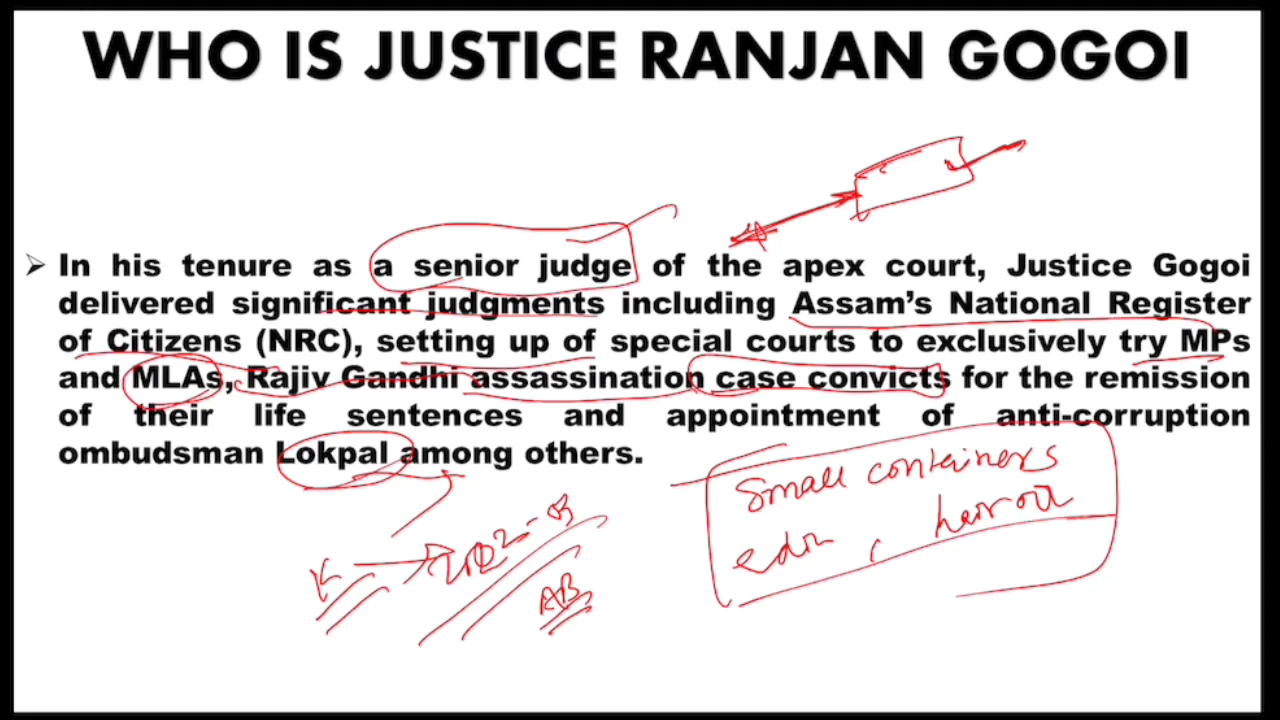 WHO IS JUSTICE RANJAN GOGOI
➢ In his tenure as a senior judge of the apex court, Justice Gogoi
delivered significant judgments including Assam’s National Register
of Citizens (NRC), setting up of special courts to exclusively try MPs
and MLAs, Rajiv Gandhi assassination case convicts for the remission
of their life sentences and appointment of anti-corruption
ombudsman Lokpal among others.
Small containers
hair oil
K
AB